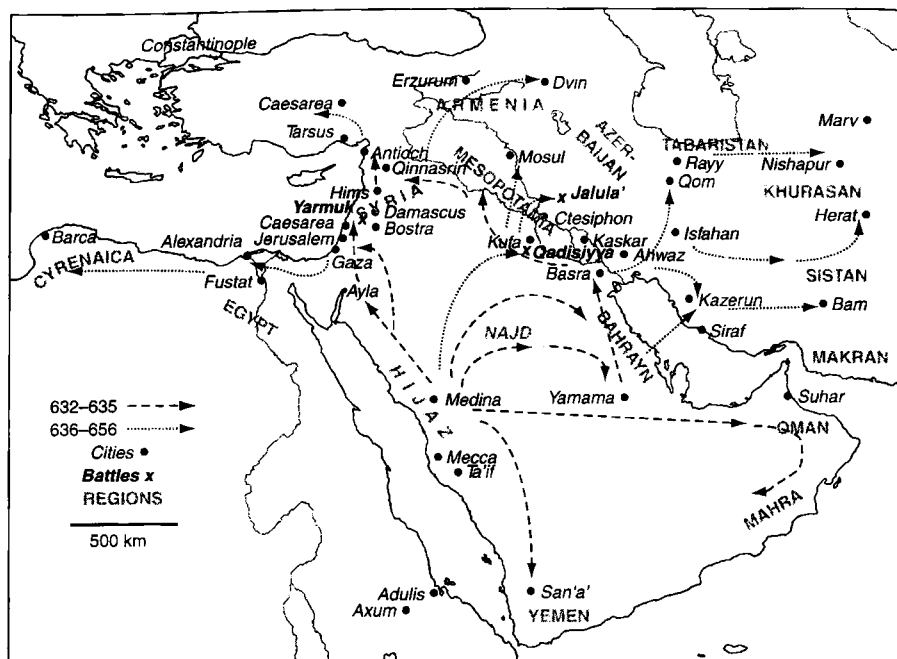 Constantinople
Erzurum
Dvin
ARMENIA
Caesarea
Tarsus
AZER-
BAIJAN
Marv
TABARISTAN
Antioch
Qinnasrin
MESOPOTAMIA
Mosul
Rayy
Nishapur
Qom
KHURASAN
Hims
SYRIA
Jalula'
Yarmuk
Damascus
Ctesiphon
Herat
Caesarea
Bostra
Barca
Alexandria
Jerusalem
Kufa
Qadisiyya
Kaskar
Isfahan
Ahwaz
Gaza
CYRENAICA
Basra
SISTAN
Fustat
Ayla
Kazerun
Bam
EGYPT
NAJD
BAHRAYN
Siraf
MAKRAN
HIJAZ
632–635
Medina
Yamama
Suhar
636–656
OMAN
Cities
Battles x
Mecca
Ta'if
REGIONS
MAHRA
500 km
Adulis
San'a'
Axum
YEMEN